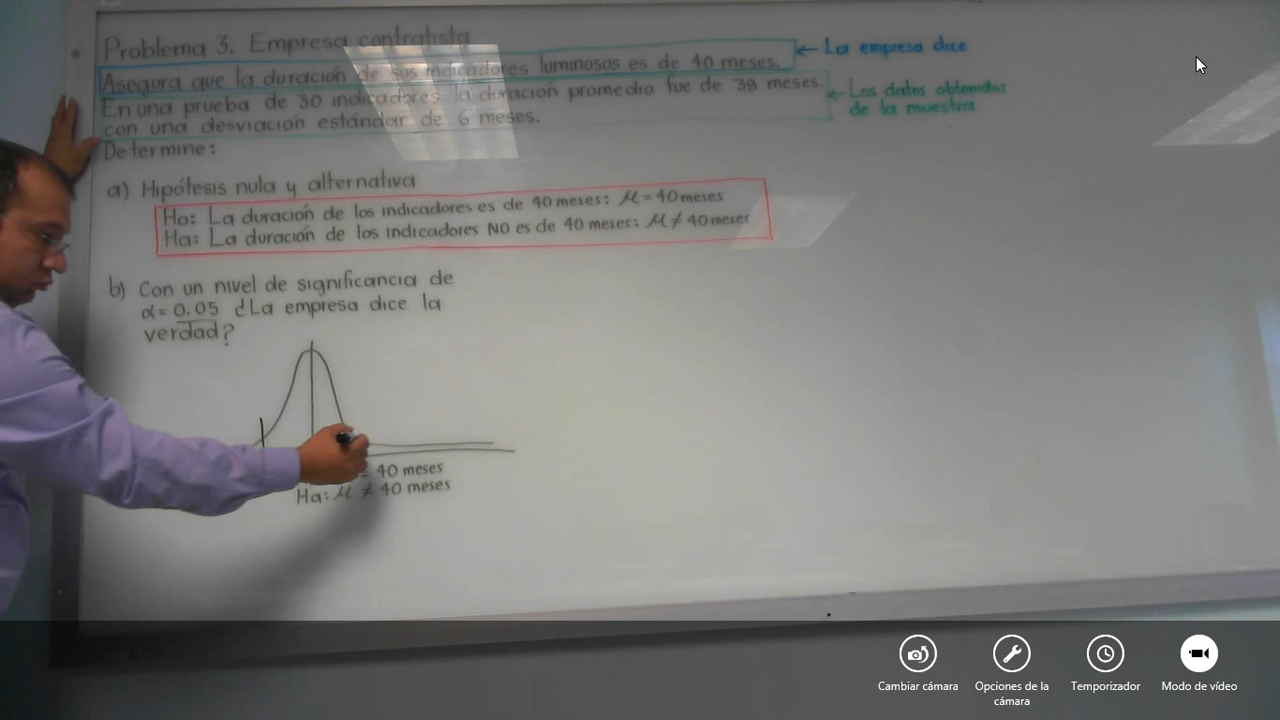 Problema 3. Empresa contratista
Asegura que la duración de sus indicadores luminosos es de 40 meses.
← La empresa dice
En una prueba de 30 indicadores la duración promedio fue de 38 meses.
con una desviación estándar de 6 meses.
← Los datos obtenidos
de la muestra
Determine:
a) Hipótesis nula y alternativa
Ho: La duración de los indicadores es de 40 meses: μ = 40 meses
Ha: La duración de los indicadores NO es de 40 meses: μ ≠ 40 meses
b) Con un nivel de significancia de
α = 0.05 ¿La empresa dice la
verdad?
= 40 meses
Ha: μ ≠ 40 meses
Cambiar cámara
Opciones de la
cámara
Temporizador
Modo de vídeo